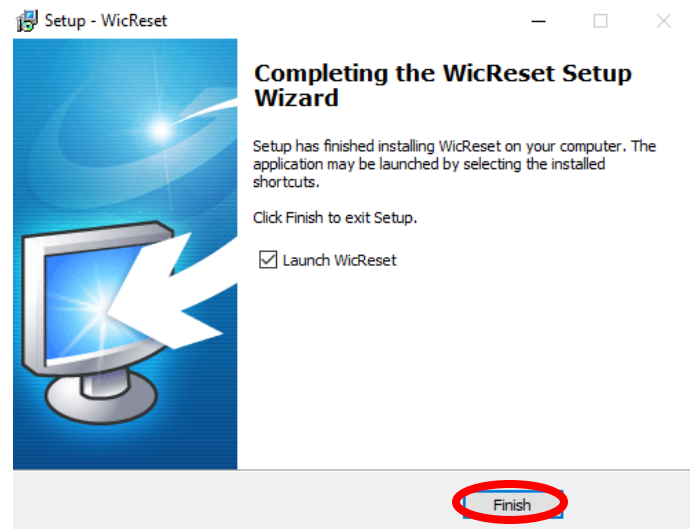 Setup - WicReset
Completing the WicReset Setup
Wizard
Setup has finished installing WicReset on your computer. The
application may be launched by selecting the installed
shortcuts.
Click Finish to exit Setup.
Launch WicReset
Finish